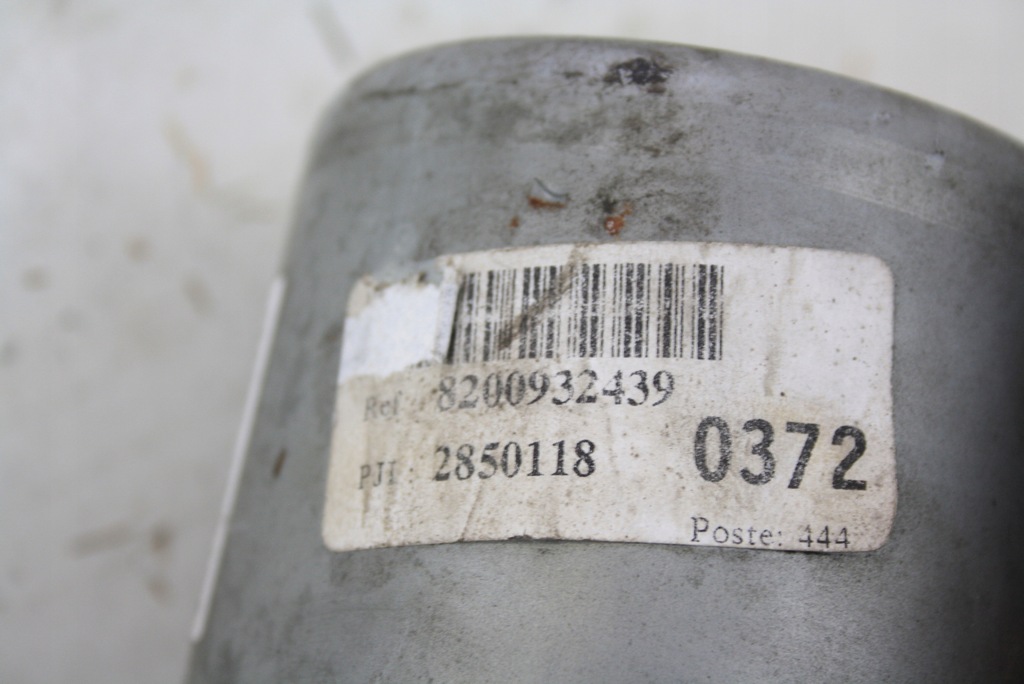 Ref : 8200932439
PJI : 2850118
0372
Poste: 444